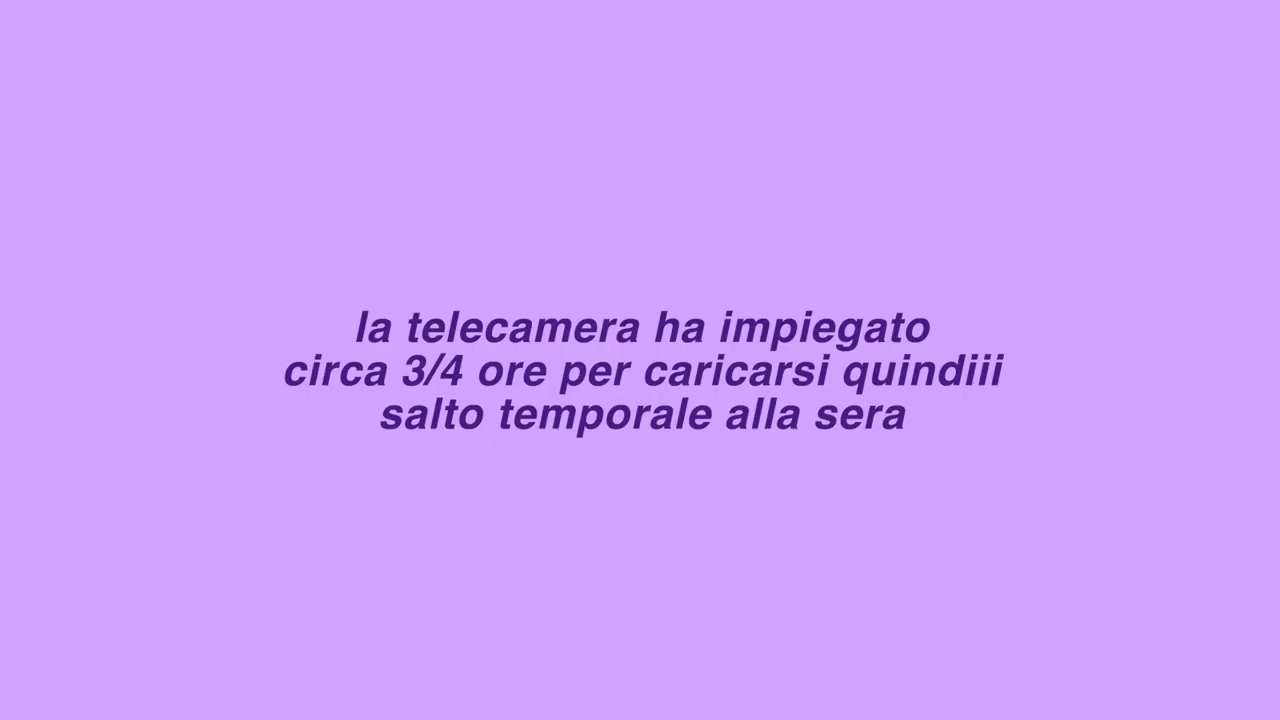 la telecamera ha impiegato
circa 3/4 ore per caricarsi quindiii
salto temporale alla sera